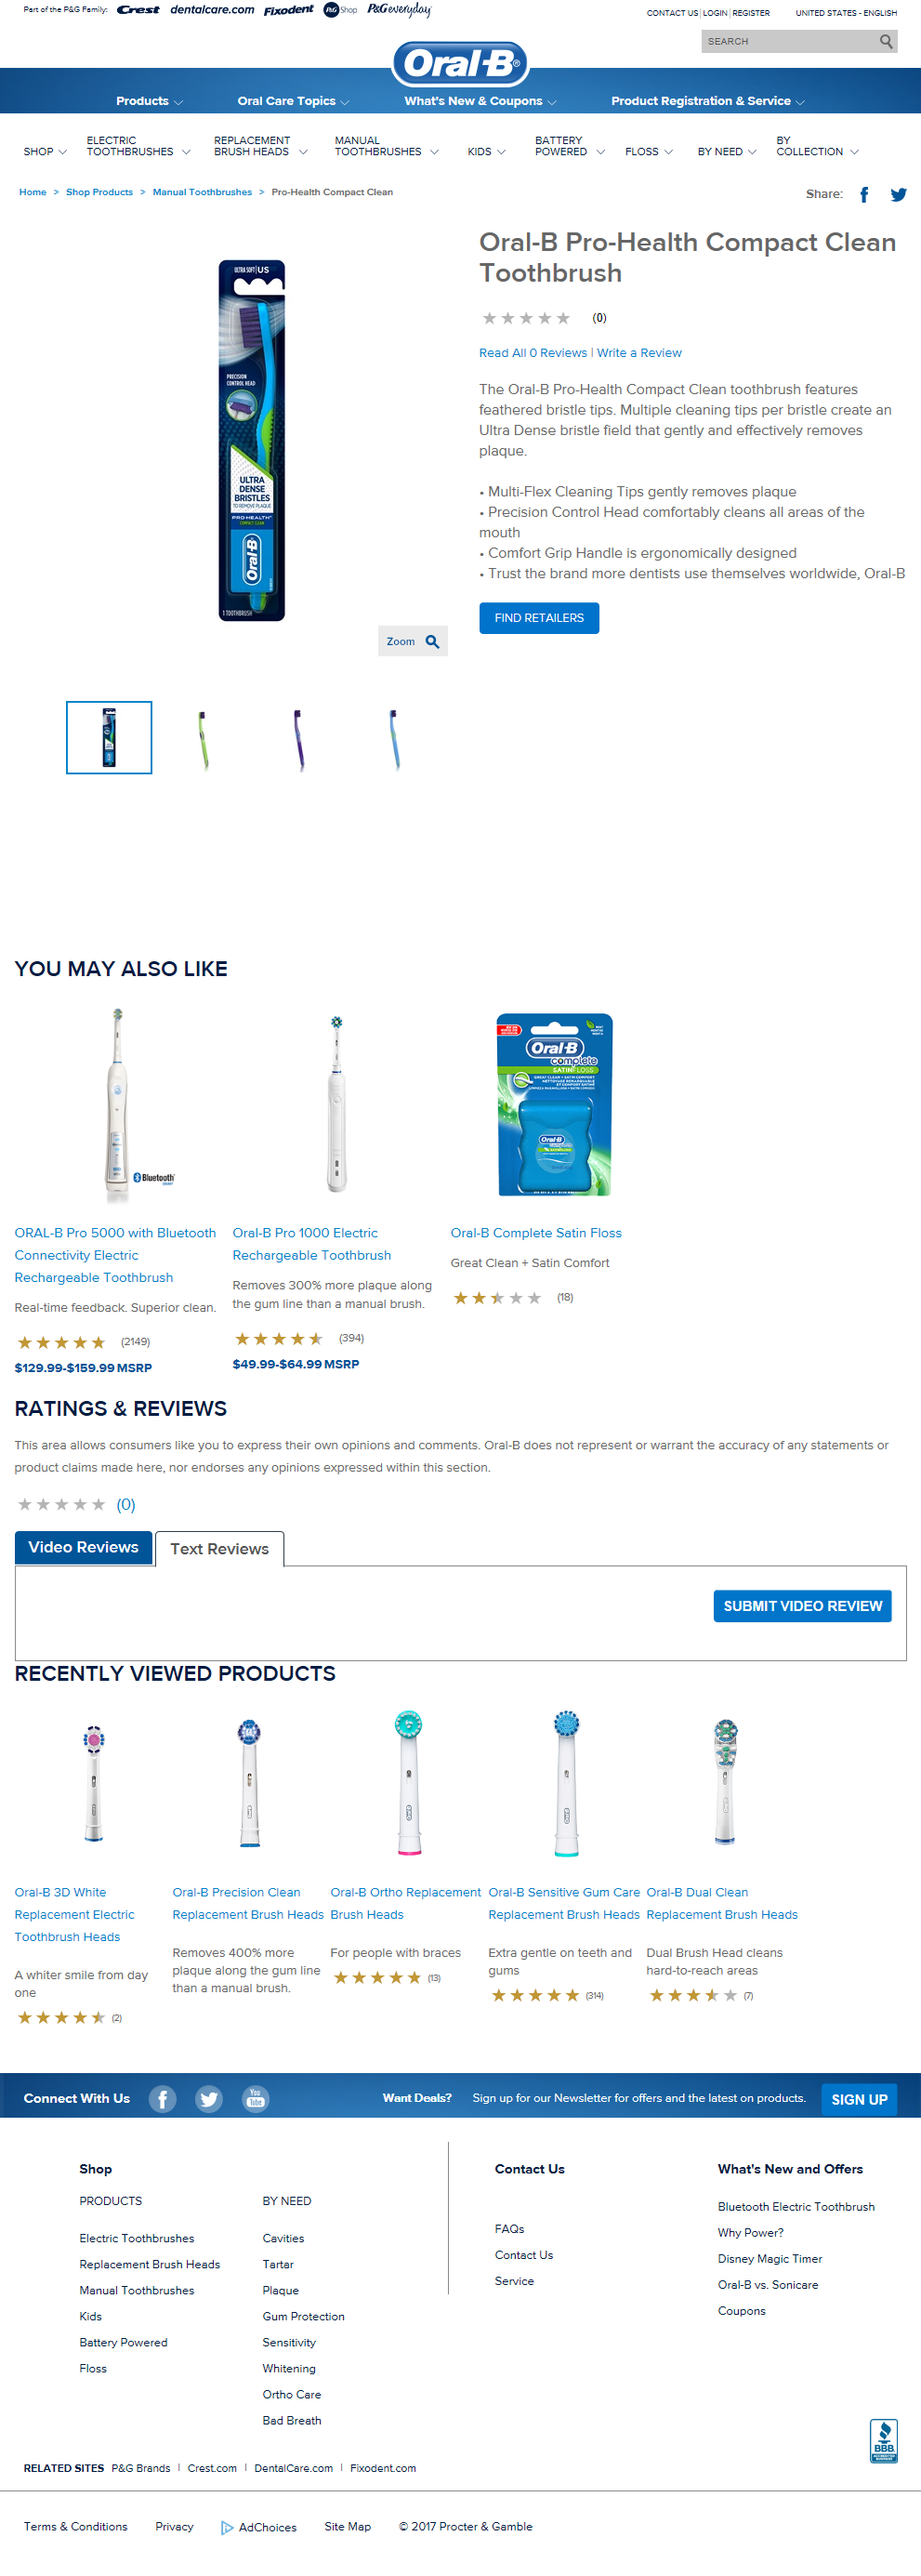 Part of the P&G Family: Crest dentalcare.com Fixodent P&G Shop P&G everyday
CONTACT US | LOGIN | REGISTER UNITED STATES - ENGLISH
SEARCH
Oral-B
Products Oral Care Topics What's New & Coupons Product Registration & Service
SHOP ELECTRIC TOOTHBRUSHES REPLACEMENT BRUSH HEADS MANUAL TOOTHBRUSHES KIDS BATTERY POWERED FLOSS BY NEED BY COLLECTION
Home > Shop Products > Manual Toothbrushes > Pro-Health Compact Clean
Share:
Oral-B Pro-Health Compact Clean
Toothbrush
(0)
Read All 0 Reviews | Write a Review
The Oral-B Pro-Health Compact Clean toothbrush features
feathered bristle tips. Multiple cleaning tips per bristle create an
Ultra Dense bristle field that gently and effectively removes
plaque.
• Multi-Flex Cleaning Tips gently removes plaque
• Precision Control Head comfortably cleans all areas of the
mouth
• Comfort Grip Handle is ergonomically designed
• Trust the brand more dentists use themselves worldwide, Oral-B
FIND RETAILERS
ULTRA SOFT | US
PRECISION
CONTROL HEAD
ULTRA
DENSE
BRISTLES
TO REMOVE PLAQUE
PRO-HEALTH
COMPACT CLEAN
Oral-B
1 TOOTHBRUSH
Zoom
YOU MAY ALSO LIKE
Bluetooth
Oral-B
complete
SATINFLOSS
Oral-B
ORAL-B Pro 5000 with Bluetooth
Connectivity Electric
Rechargeable Toothbrush
Real-time feedback. Superior clean.
(2149)
$129.99-$159.99 MSRP
Oral-B Pro 1000 Electric
Rechargeable Toothbrush
Removes 300% more plaque along
the gum line than a manual brush.
(394)
$49.99-$64.99 MSRP
Oral-B Complete Satin Floss
Great Clean + Satin Comfort
(18)
RATINGS & REVIEWS
This area allows consumers like you to express their own opinions and comments. Oral-B does not represent or warrant the accuracy of any statements or
product claims made here, nor endorses any opinions expressed within this section.
(0)
Video Reviews Text Reviews
SUBMIT VIDEO REVIEW
RECENTLY VIEWED PRODUCTS
Oral-B 3D White
Replacement Electric
Toothbrush Heads
A whiter smile from day
one
(2)
Oral-B Precision Clean
Replacement Brush Heads
Removes 400% more
plaque along the gum line
than a manual brush.
Oral-B Ortho Replacement
Brush Heads
For people with braces
(13)
Oral-B Sensitive Gum Care
Replacement Brush Heads
Extra gentle on teeth and
gums
(314)
Oral-B Dual Clean
Replacement Brush Heads
Dual Brush Head cleans
hard-to-reach areas
(7)
Connect With Us You Tube Want Deals? Sign up for our Newsletter for offers and the latest on products. SIGN UP
Shop
PRODUCTS
Electric Toothbrushes
Replacement Brush Heads
Manual Toothbrushes
Kids
Battery Powered
Floss
BY NEED
Cavities
Tartar
Plaque
Gum Protection
Sensitivity
Whitening
Ortho Care
Bad Breath
Contact Us
FAQs
Contact Us
Service
What's New and Offers
Bluetooth Electric Toothbrush
Why Power?
Disney Magic Timer
Oral-B vs. Sonicare
Coupons
BBB
RELATED SITES P&G Brands | Crest.com | DentalCare.com | Fixodent.com
Terms & Conditions Privacy AdChoices Site Map © 2017 Procter & Gamble